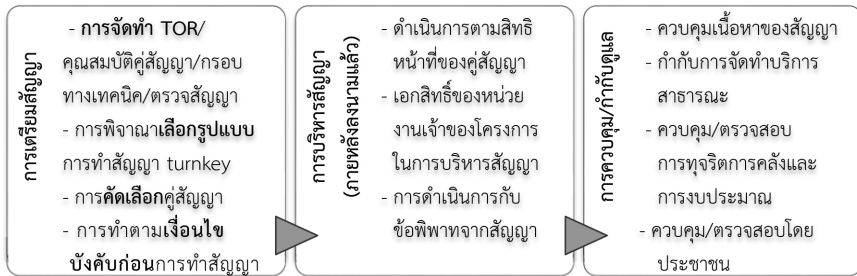 การเตรียมสัญญา
- การจัดทำ TOR/
คุณสมบัติคู่สัญญา/กรอบ
ทางเทคนิค/ตรวจสัญญา
- การพิจาณาเลือกรูปแบบ
การทำสัญญา turnkey
- การคัดเลือกคู่สัญญา
- การทำตามเงื่อนไข
บังคับก่อนการทำสัญญา
การบริหารสัญญา
(ภายหลังลงนามแล้ว)
- ดำเนินการตามสิทธิ
หน้าที่ของคู่สัญญา
- เอกสิทธิ์ของหน่วย
งานเจ้าของโครงการ
ในการบริหารสัญญา
- การดำเนินการกับ
ข้อพิพาทจากสัญญา
การควบคุม/กำกับดูแล
- ควบคุมเนื้อหาของสัญญา
- กำกับการจัดทำบริการ
สาธารณะ
- ควบคุม/ตรวจสอบ
การทุจริตการคลังและ
การงบประมาณ
- ควบคุม/ตรวจสอบโดย
ประชาชน